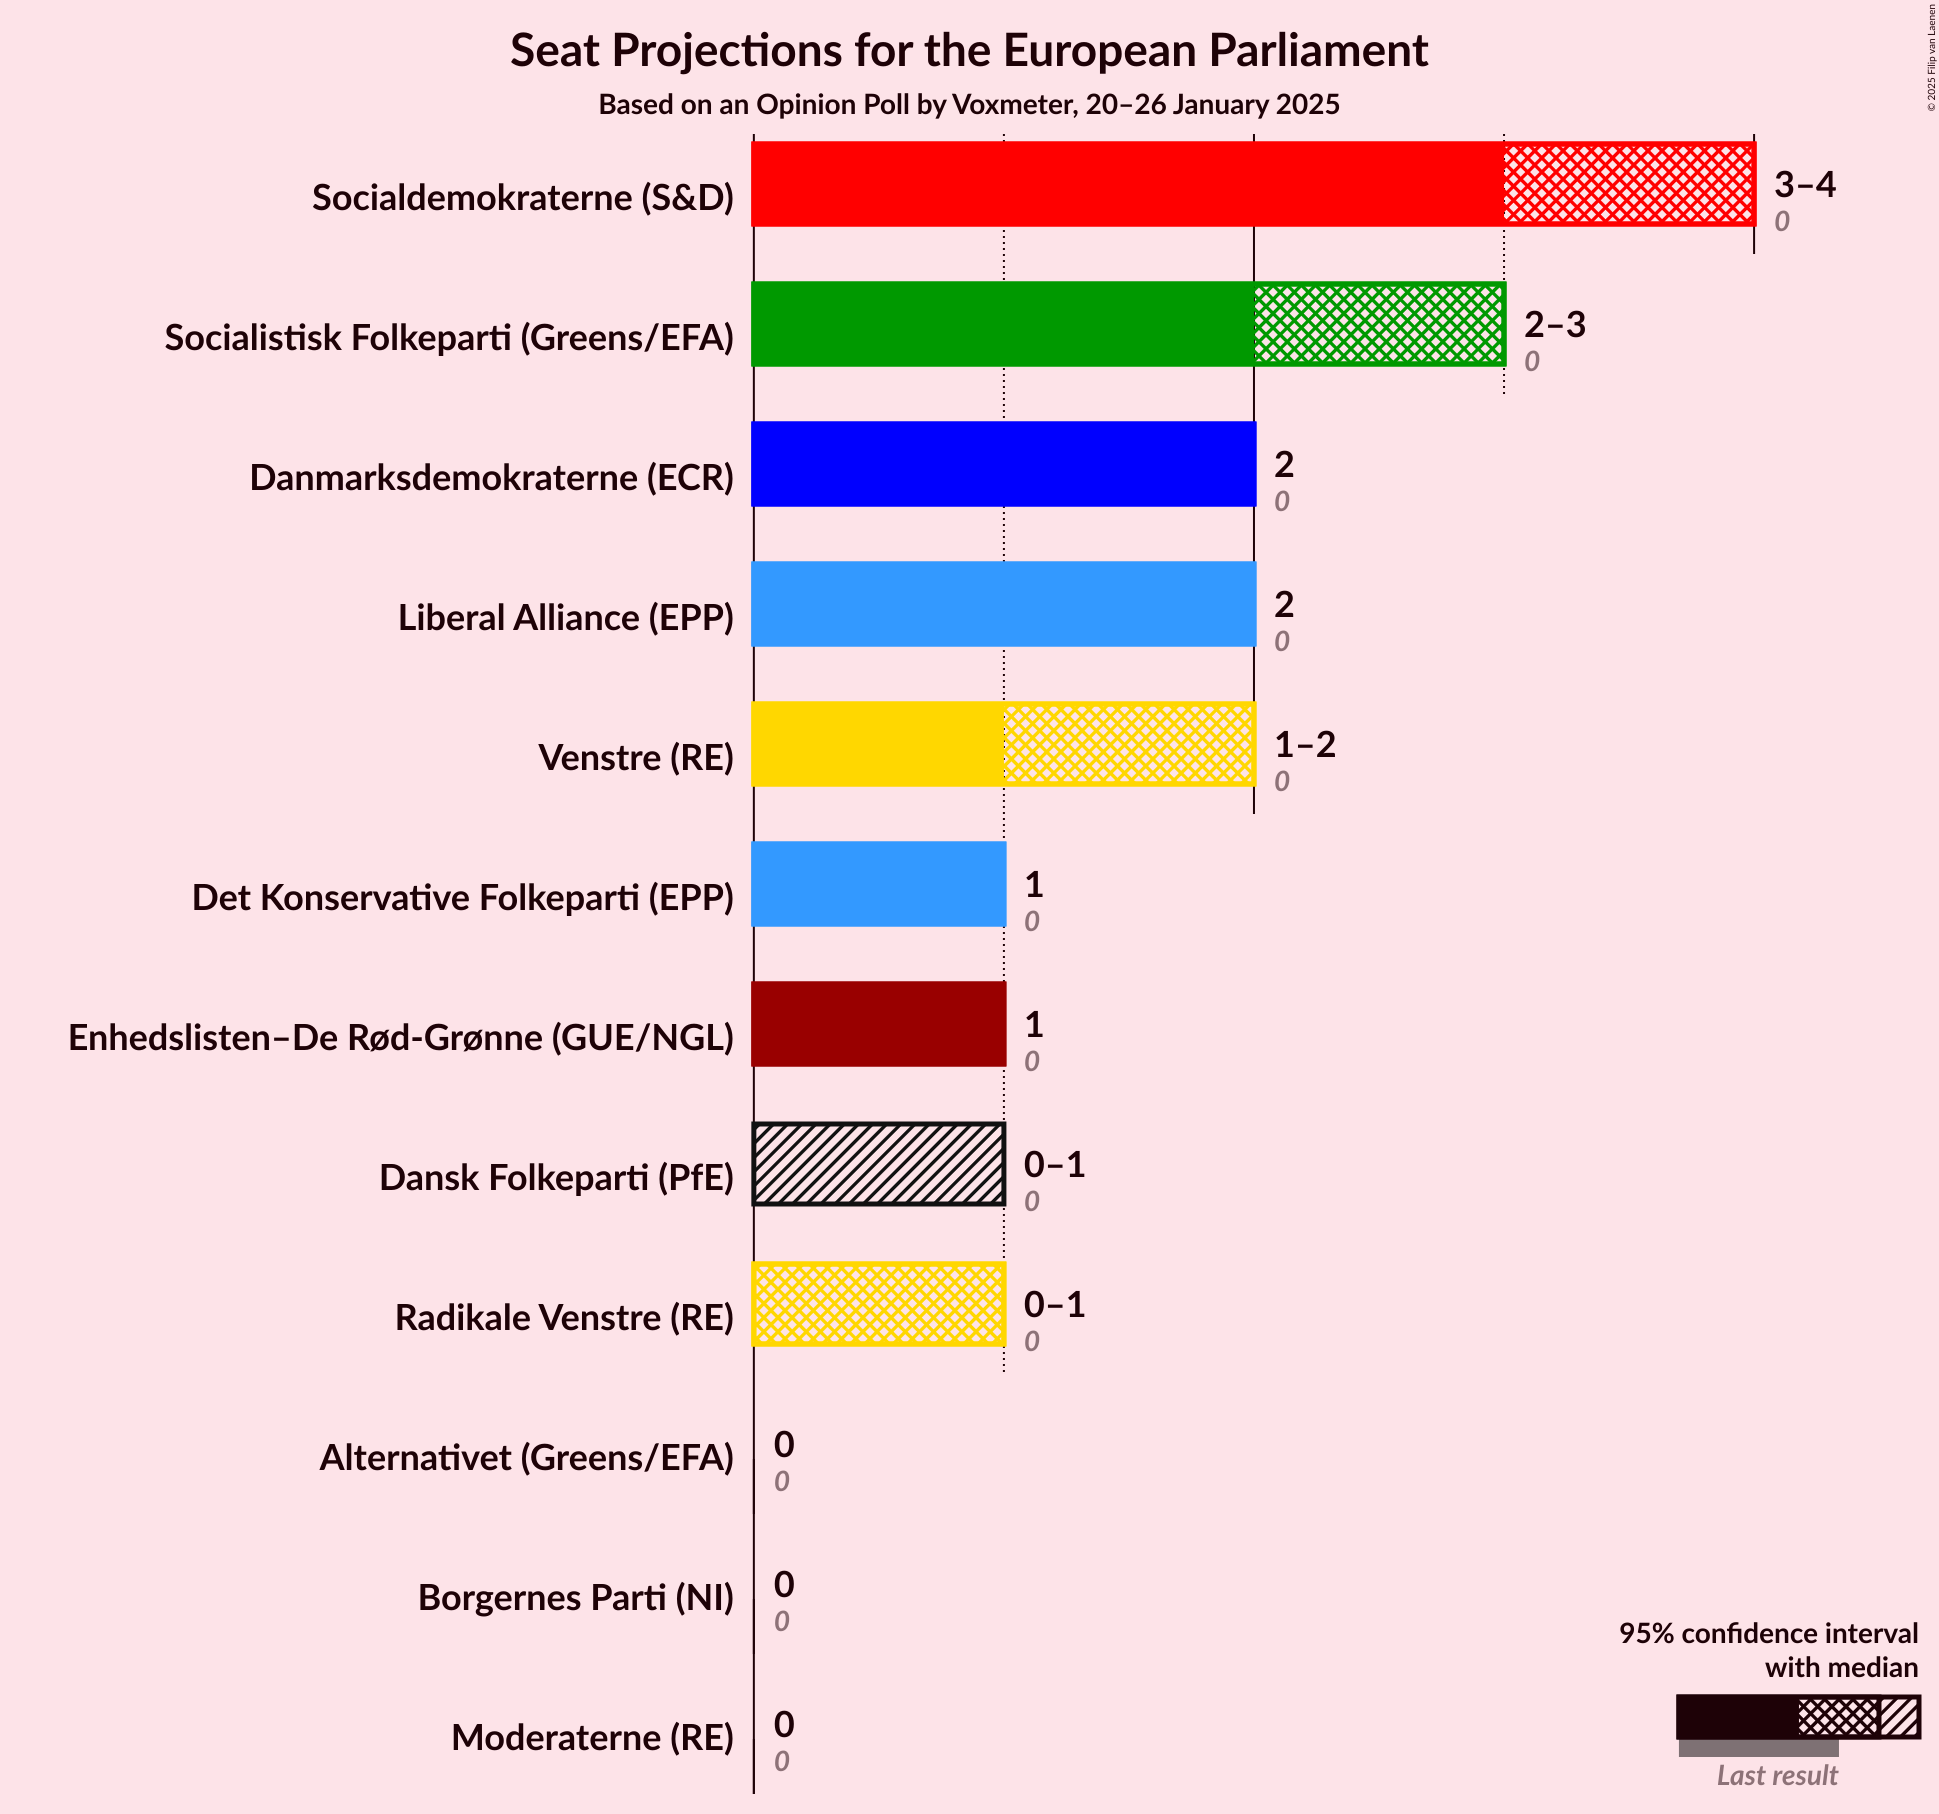 Seat Projections for the European Parliament
Based on an Opinion Poll by Voxmeter, 20–26 January 2025
© 2025 Filip van Laenen
Socialdemokraterne (S&D)
3–4
0
Socialistisk Folkeparti (Greens/EFA)
2–3
0
Danmarksdemokraterne (ECR)
2
0
Liberal Alliance (EPP)
2
0
Venstre (RE)
1–2
0
Det Konservative Folkeparti (EPP)
1
0
Enhedslisten–De Rød-Grønne (GUE/NGL)
1
0
Dansk Folkeparti (PfE)
0–1
0
Radikale Venstre (RE)
0–1
0
Alternativet (Greens/EFA)
0
0
Borgernes Parti (NI)
0
0
Moderaterne (RE)
0
0
95% confidence interval
with median
Last result